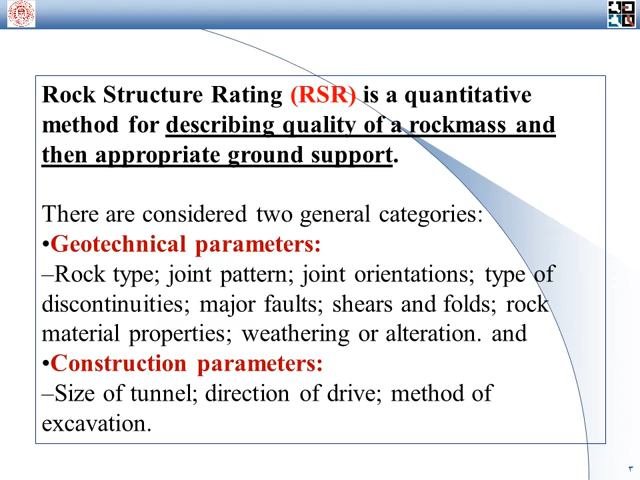 Rock Structure Rating (RSR) is a quantitative
method for describing quality of a rockmass and
then appropriate ground support.
There are considered two general categories:
•Geotechnical parameters:
–Rock type; joint pattern; joint orientations; type of
discontinuities; major faults; shears and folds; rock
material properties; weathering or alteration. and
•Construction parameters:
–Size of tunnel; direction of drive; method of
excavation.
۳